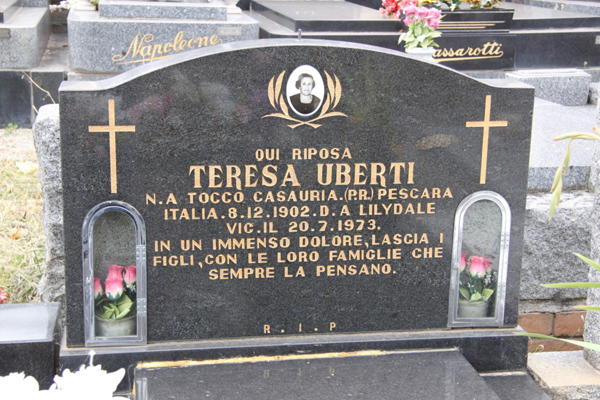 Napoleone
assarotti
QUI RIPOSA
TERESA UBERTI
N.A TOCCO CASAURIA.(P.R.) PESCARA
ITALIA.8.12.1902.D.A LILYDALE
VIC.IL 20.7.1973.
IN UN IMMENSO DOLORE, LASCIA I
FIGLI, CON LE LORO FAMIGLIE CHE
SEMPRE LA PENSANO.
R.I.P